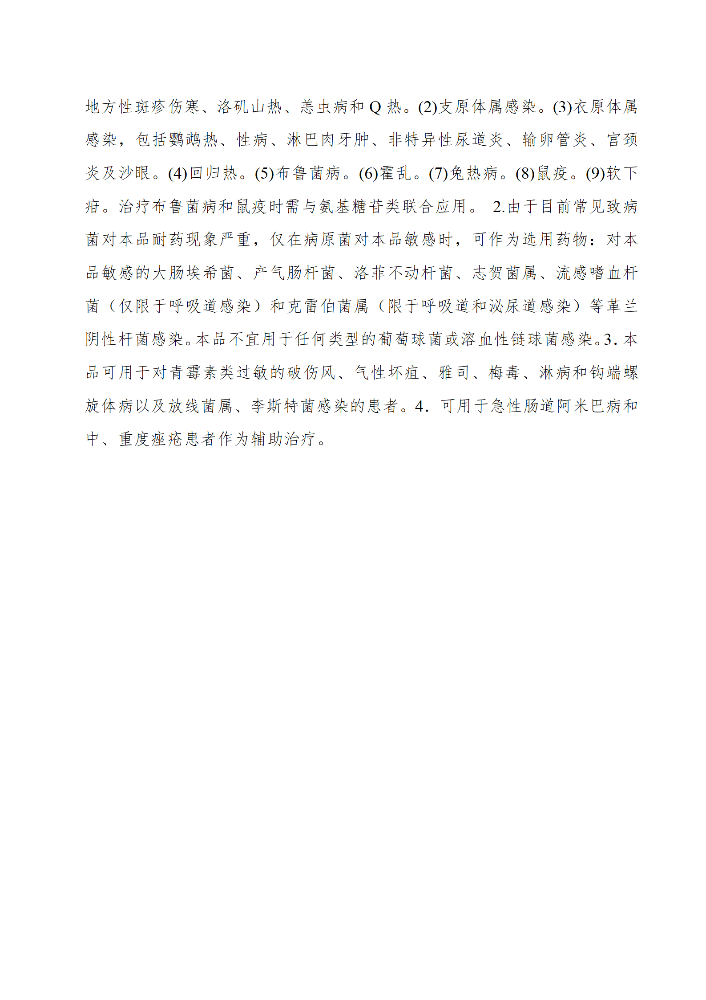 地方性斑疹伤寒、洛矶山热、恙虫病和 Q 热。(2)支原体属感染。(3)衣原体属
感染，包括鹦鹉热、性病、淋巴肉牙肿、非特异性尿道炎、输卵管炎、宫颈
炎及沙眼。(4)回归热。(5)布鲁菌病。(6)霍乱。(7)兔热病。(8)鼠疫。(9)软下
疳。治疗布鲁菌病和鼠疫时需与氨基糖苷类联合应用。 2.由于目前常见致病
菌对本品耐药现象严重，仅在病原菌对本品敏感时，可作为选用药物：对本
品敏感的大肠埃希菌、产气肠杆菌、洛菲不动杆菌、志贺菌属、流感嗜血杆
菌（仅限于呼吸道感染）和克雷伯菌属（限于呼吸道和泌尿道感染）等革兰
阴性杆菌感染。本品不宜用于任何类型的葡萄球菌或溶血性链球菌感染。3．本
品可用于对青霉素类过敏的破伤风、气性坏疽、雅司、梅毒、淋病和钩端螺
旋体病以及放线菌属、李斯特菌感染的患者。4．可用于急性肠道阿米巴病和
中、重度痤疮患者作为辅助治疗。